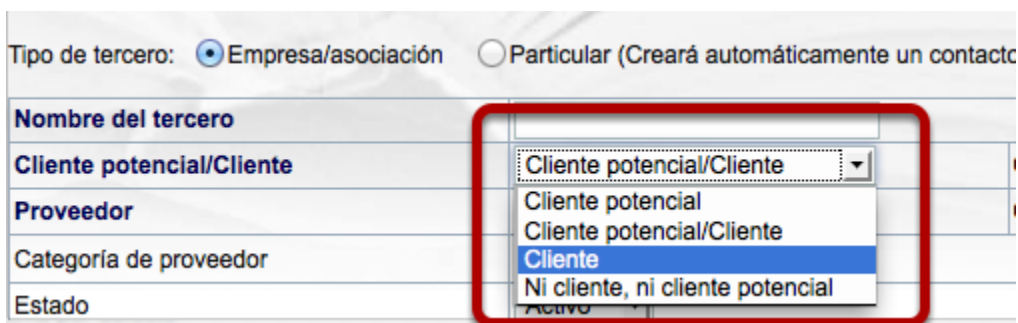 Tipo de tercero: Empresa/asociación Particular (Creará automáticamente un contacto
Nombre del tercero
Cliente potencial/Cliente Cliente potencial/Cliente
Proveedor Cliente potencial
Cliente potencial/Cliente
Categoría de proveedor Cliente
Ni cliente, ni cliente potencial
Estado Activo